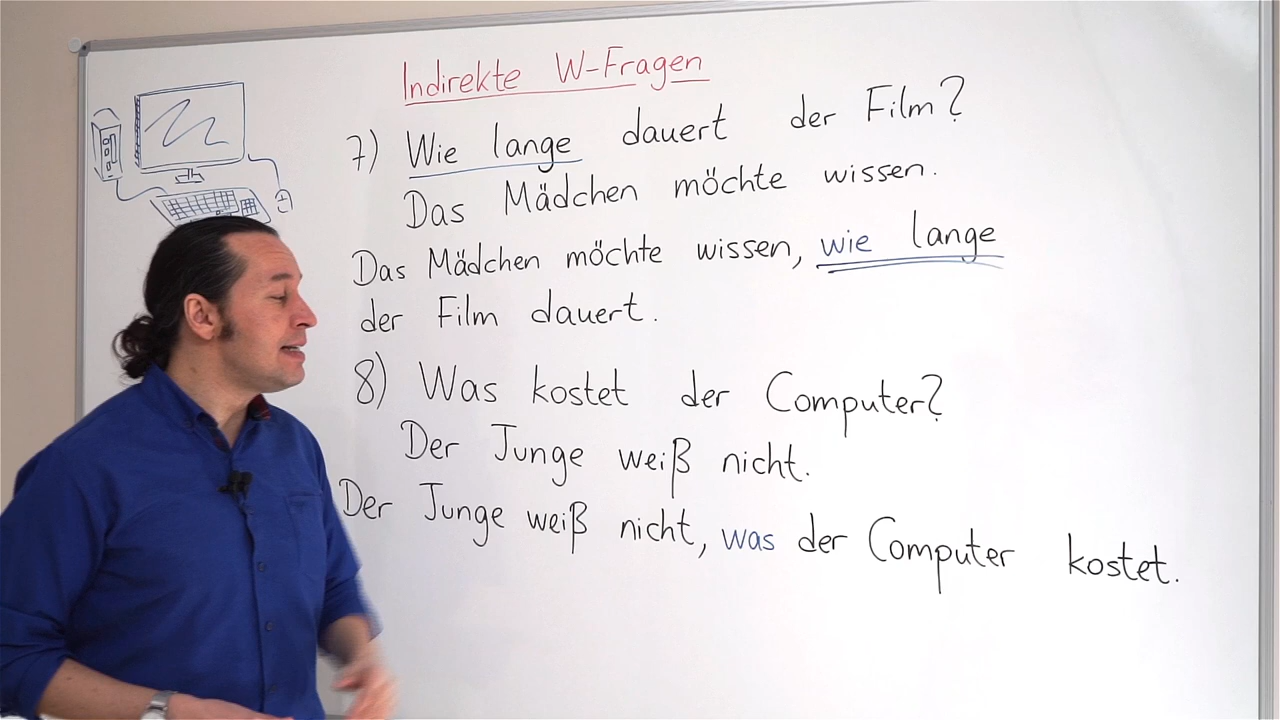 Indirekte W-Fragen
7) Wie lange dauert der Film?
Das Mädchen möchte wissen.
Das Mädchen möchte wissen, wie lange
der Film dauert.
8) Was kostet der Computer?
Der Junge weiß nicht.
Der Junge weiß nicht, was der Computer kostet.